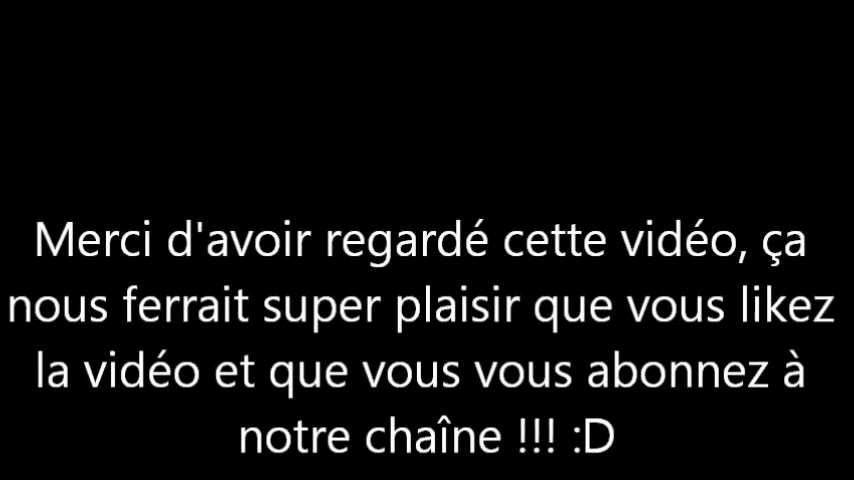 Merci d'avoir regardé cette vidéo, ça
nous ferrait super plaisir que vous likez
la vidéo et que vous vous abonnez à
notre chaîne !!! :D